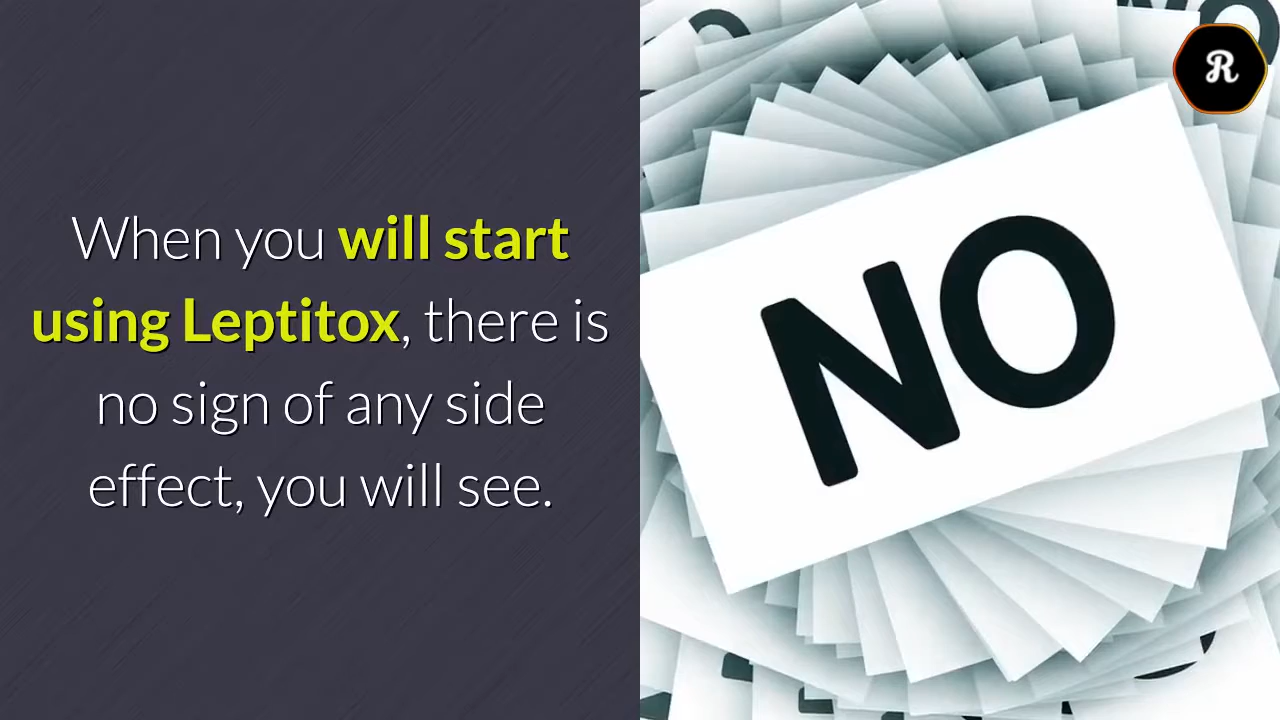 When you will start
using Leptitox, there is
no sign of any side
effect, you will see.
NO
R